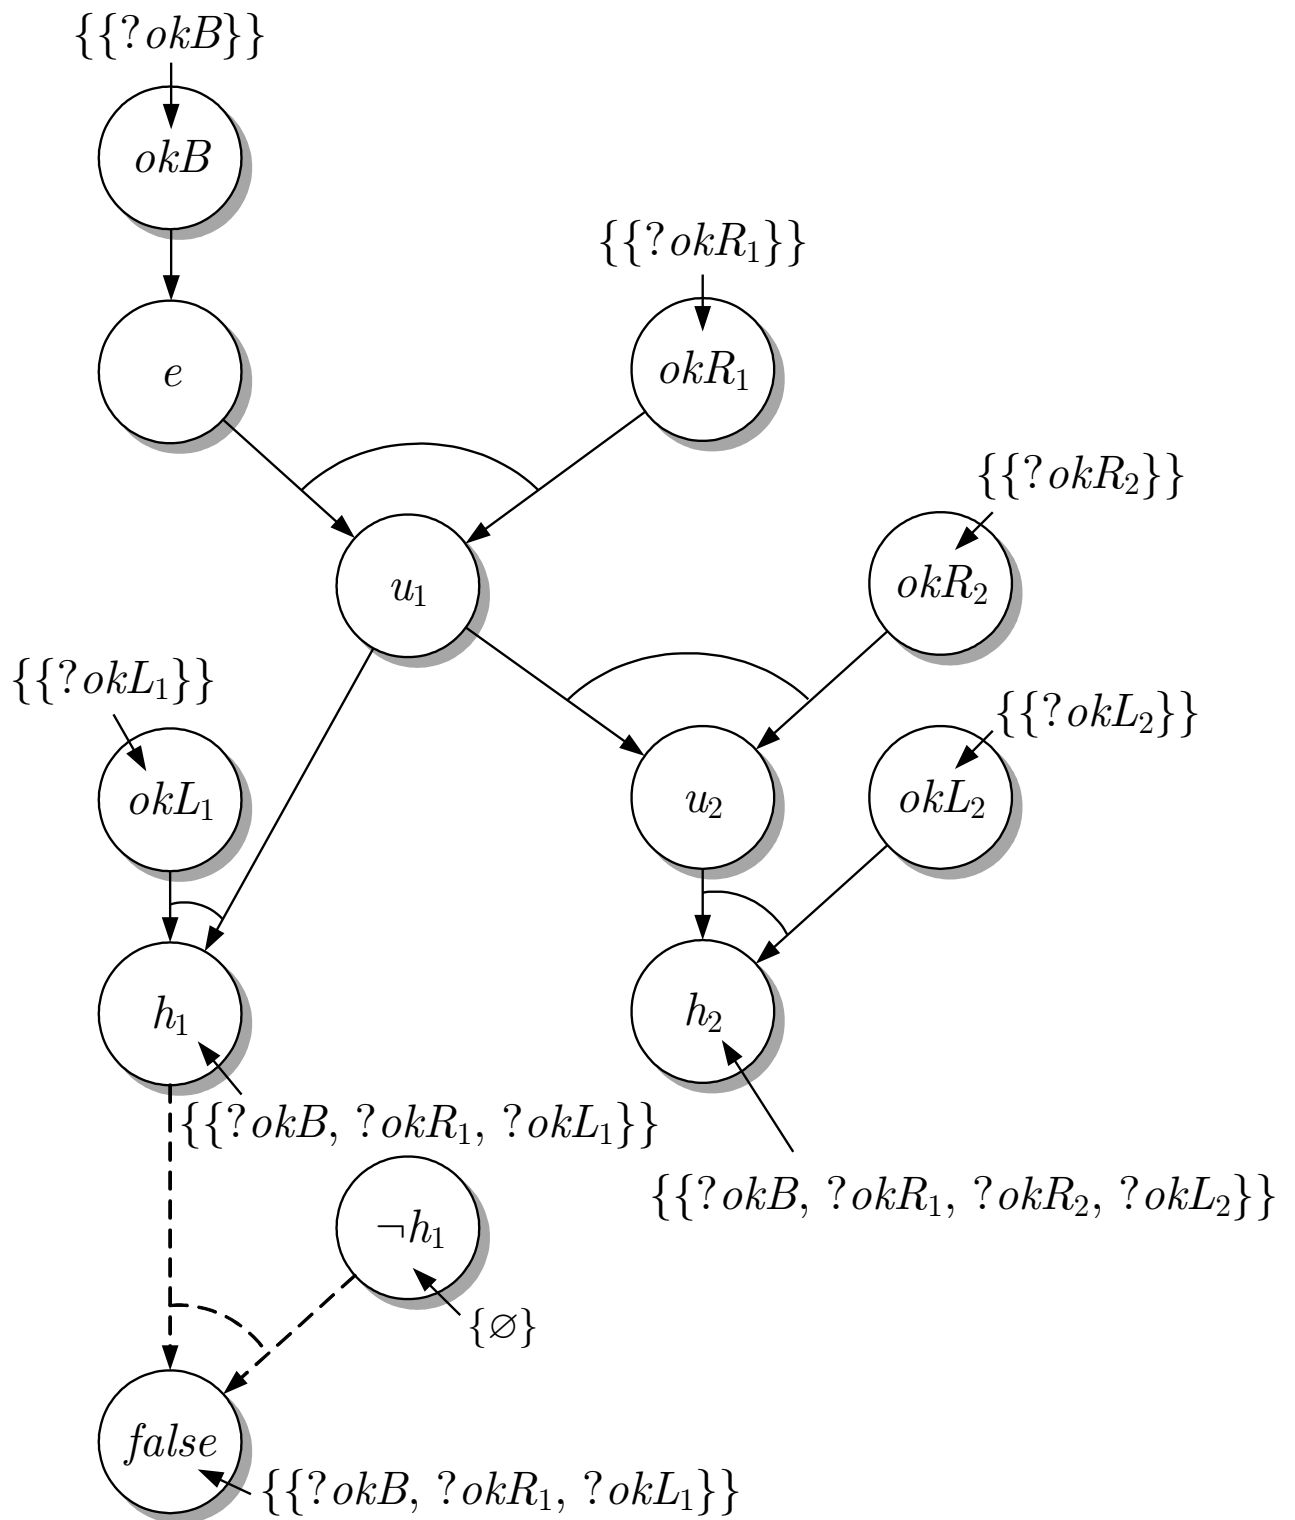 {{?okB}}
okB
{{?okR₁}}
e
okR₁
{{?okR₂}}
okR₂
u₁
{{?okL₁}}
{{?okL₂}}
okL₁
u₂
okL₂
h₁
h₂
{{?okB, ?okR₁, ?okL₁}}
{{?okB, ?okR₁, ?okR₂, ?okL₂}}
¬h₁
{∅}
false
{{?okB, ?okR₁, ?okL₁}}